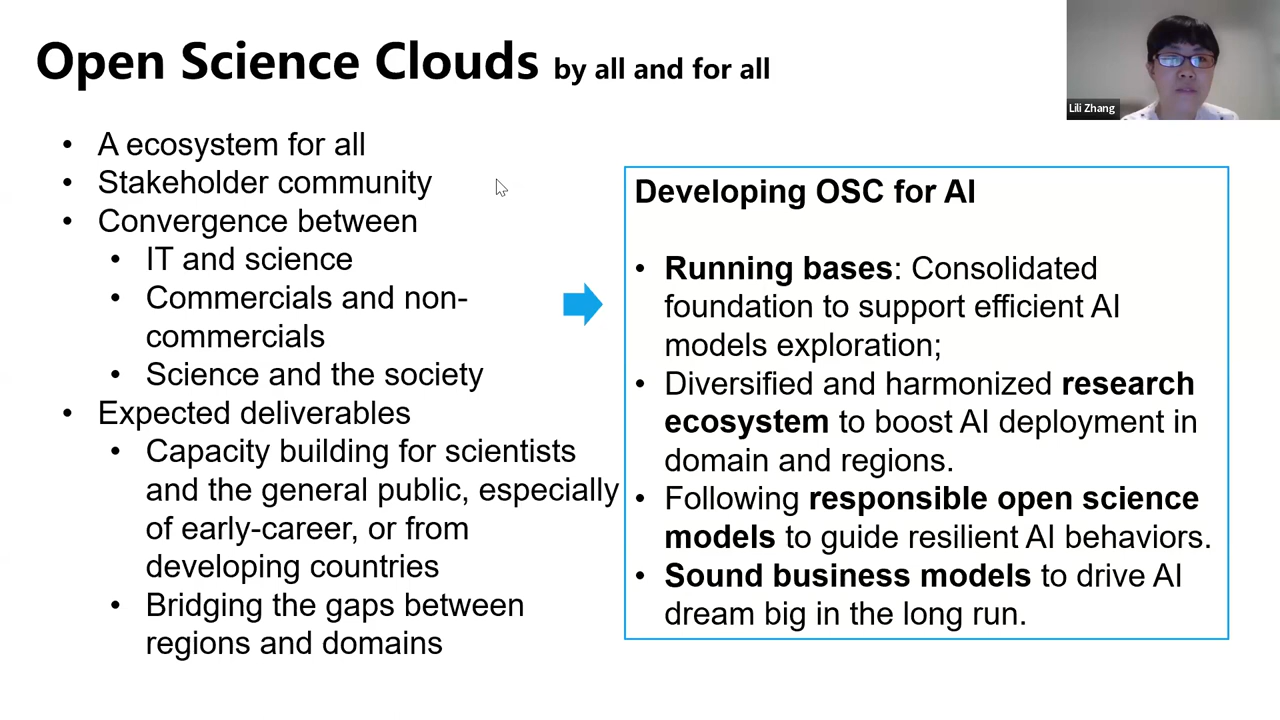 Open Science Clouds by all and for all
Lili Zhang
• A ecosystem for all
• Stakeholder community
• Convergence between
• IT and science
• Commercials and non-
commercials
• Science and the society
• Expected deliverables
• Capacity building for scientists
and the general public, especially
of early-career, or from
developing countries
• Bridging the gaps between
regions and domains
Developing OSC for AI
• Running bases: Consolidated
foundation to support efficient AI
models exploration;
• Diversified and harmonized research
ecosystem to boost AI deployment in
domain and regions.
• Following responsible open science
models to guide resilient AI behaviors.
• Sound business models to drive AI
dream big in the long run.